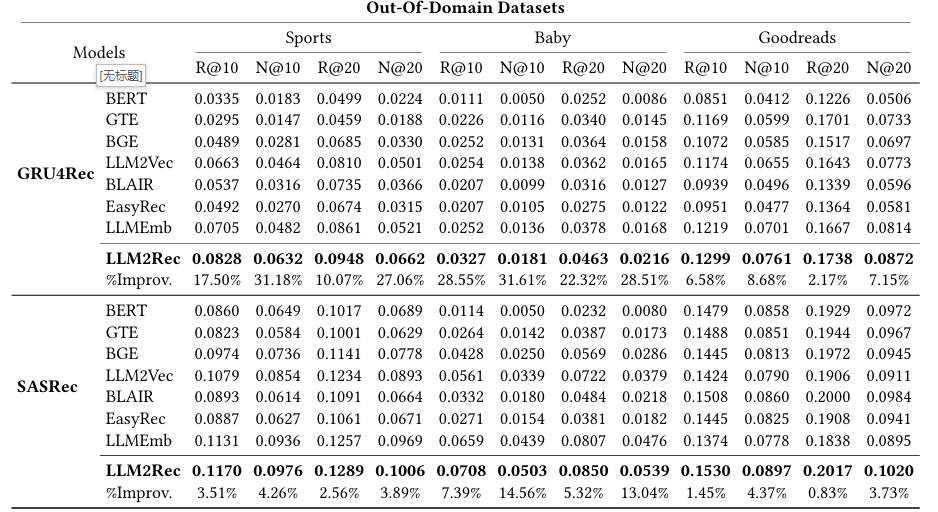 Out-Of-Domain Datasets
Models Sports Baby Goodreads
[无标题]
R@10 N@10 R@20 N@20 R@10 N@10 R@20 N@20 R@10 N@10 R@20 N@20
GRU4Rec
BERT 0.0335 0.0183 0.0499 0.0224 0.0111 0.0050 0.0252 0.0086 0.0851 0.0412 0.1226 0.0506
GTE 0.0295 0.0147 0.0459 0.0188 0.0226 0.0116 0.0340 0.0145 0.1169 0.0599 0.1701 0.0733
BGE 0.0489 0.0281 0.0685 0.0330 0.0252 0.0131 0.0364 0.0158 0.1072 0.0585 0.1517 0.0697
LLM2Vec 0.0663 0.0464 0.0810 0.0501 0.0254 0.0138 0.0362 0.0165 0.1174 0.0655 0.1643 0.0773
BLAIR 0.0537 0.0316 0.0735 0.0366 0.0207 0.0099 0.0316 0.0127 0.0939 0.0496 0.1339 0.0596
EasyRec 0.0492 0.0270 0.0674 0.0315 0.0207 0.0105 0.0275 0.0122 0.0951 0.0477 0.1364 0.0581
LLMEmb 0.0705 0.0482 0.0861 0.0521 0.0252 0.0136 0.0378 0.0168 0.1219 0.0701 0.1667 0.0814
LLM2Rec 0.0828 0.0632 0.0948 0.0662 0.0327 0.0181 0.0463 0.0216 0.1299 0.0761 0.1738 0.0872
%Improv. 17.50% 31.18% 10.07% 27.06% 28.55% 31.61% 22.32% 28.51% 6.58% 8.68% 2.17% 7.15%
SASRec
BERT 0.0860 0.0649 0.1017 0.0689 0.0114 0.0050 0.0232 0.0080 0.1479 0.0858 0.1929 0.0972
GTE 0.0823 0.0584 0.1001 0.0629 0.0264 0.0142 0.0387 0.0173 0.1488 0.0851 0.1944 0.0967
BGE 0.0974 0.0736 0.1141 0.0778 0.0428 0.0250 0.0569 0.0286 0.1445 0.0813 0.1972 0.0945
LLM2Vec 0.1079 0.0854 0.1234 0.0893 0.0561 0.0339 0.0722 0.0379 0.1424 0.0790 0.1906 0.0911
BLAIR 0.0893 0.0614 0.1091 0.0664 0.0332 0.0180 0.0484 0.0218 0.1508 0.0860 0.2000 0.0984
EasyRec 0.0887 0.0627 0.1061 0.0671 0.0271 0.0154 0.0381 0.0182 0.1445 0.0825 0.1908 0.0941
LLMEmb 0.1131 0.0936 0.1257 0.0969 0.0659 0.0439 0.0807 0.0476 0.1374 0.0778 0.1838 0.0895
LLM2Rec 0.1170 0.0976 0.1289 0.1006 0.0708 0.0503 0.0850 0.0539 0.1530 0.0897 0.2017 0.1020
%Improv. 3.51% 4.26% 2.56% 3.89% 7.39% 14.56% 5.32% 13.04% 1.45% 4.37% 0.83% 3.73%